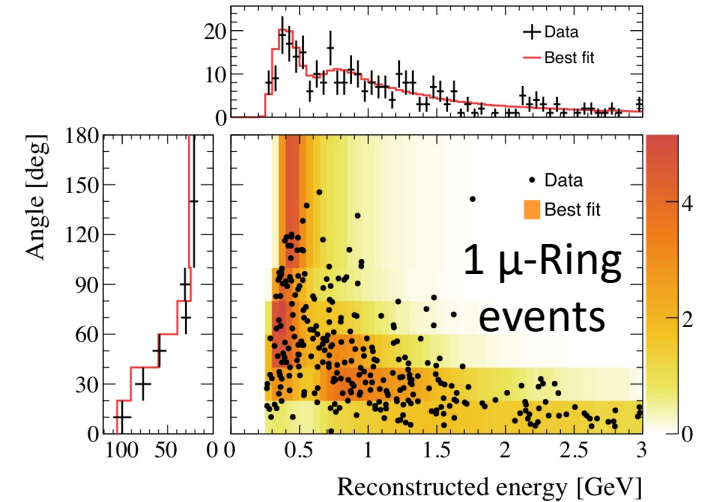 20
10
0
Data
Best fit
180
150
120
90
60
30
0
Angle [deg]
100 50 0
Data
Best fit
1 μ-Ring
events
4
2
0
0 0.5 1 1.5 2 2.5 3
Reconstructed energy [GeV]